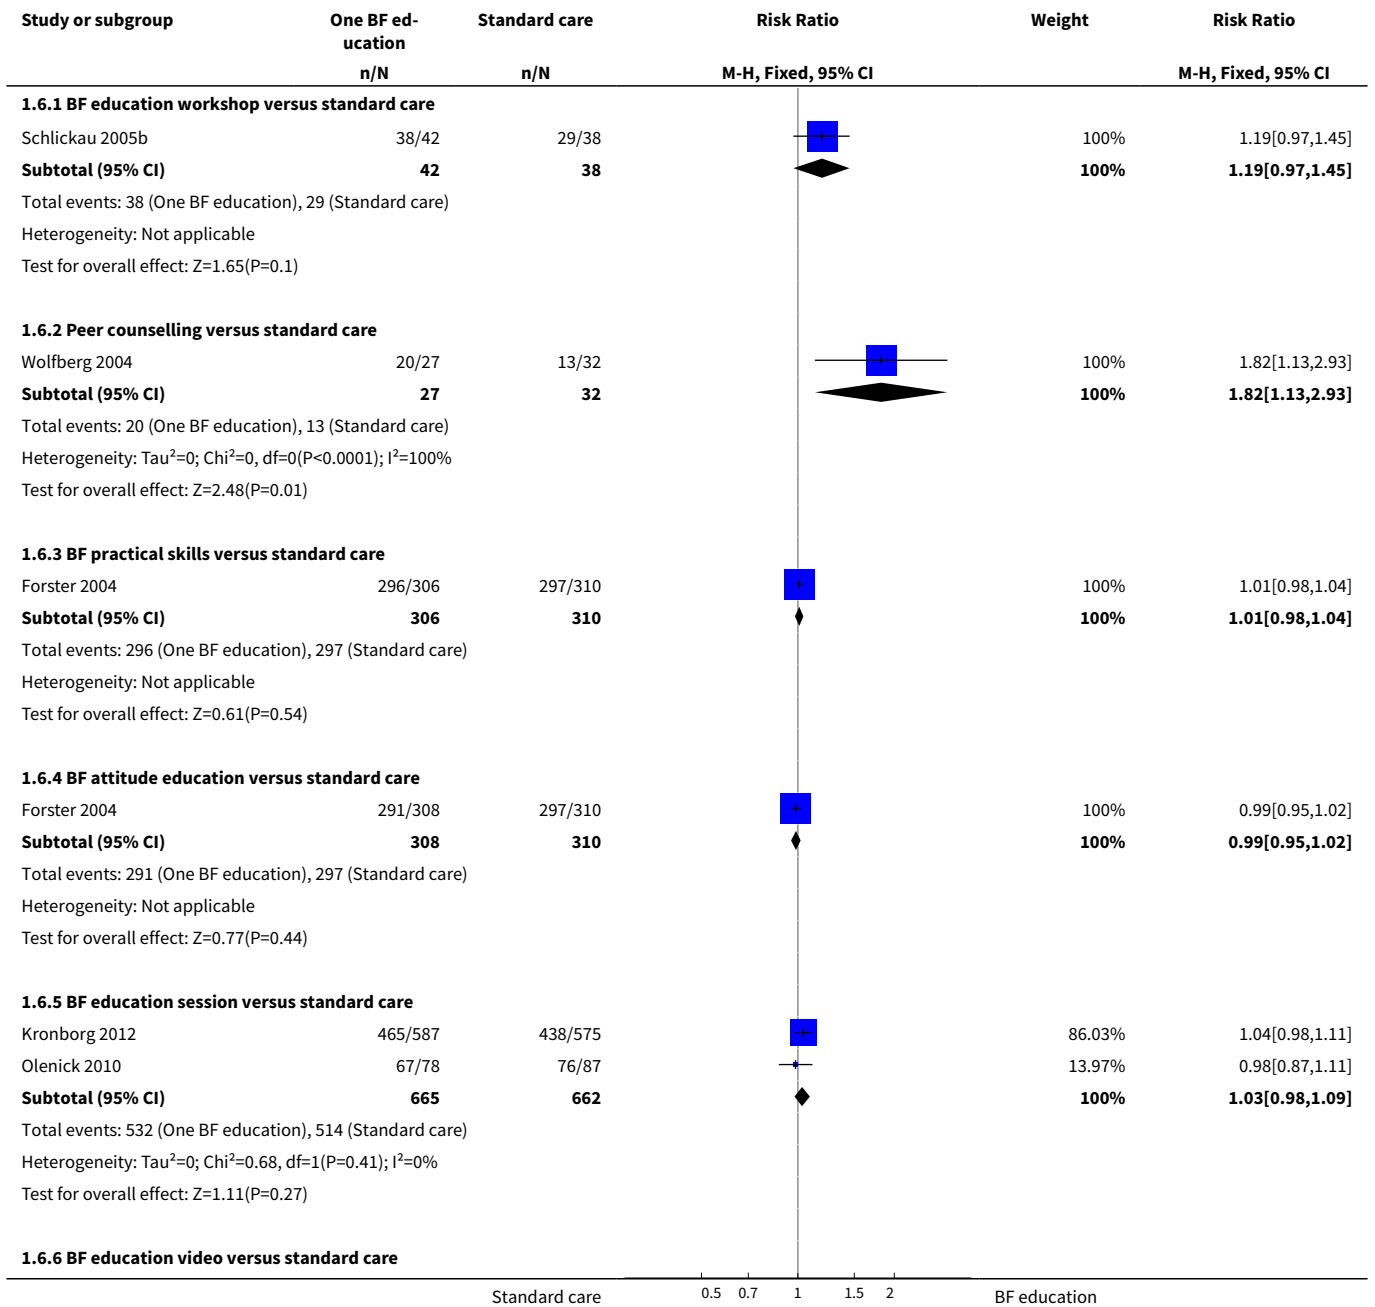 Study or subgroup One BF ed- Standard care Risk Ratio Weight Risk Ratio
ucation
n/N n/N M-H, Fixed, 95% CI M-H, Fixed, 95% CI
1.6.1 BF education workshop versus standard care
Schlickau 2005b 38/42 29/38 100% 1.19[0.97,1.45]
Subtotal (95% CI) 42 38 100% 1.19[0.97,1.45]
Total events: 38 (One BF education), 29 (Standard care)
Heterogeneity: Not applicable
Test for overall effect: Z=1.65(P=0.1)
1.6.2 Peer counselling versus standard care
Wolfberg 2004 20/27 13/32 100% 1.82[1.13,2.93]
Subtotal (95% CI) 27 32 100% 1.82[1.13,2.93]
Total events: 20 (One BF education), 13 (Standard care)
Heterogeneity: Tau²=0; Chi²=0, df=0(P<0.0001); I²=100%
Test for overall effect: Z=2.48(P=0.01)
1.6.3 BF practical skills versus standard care
Forster 2004 296/306 297/310 100% 1.01[0.98,1.04]
Subtotal (95% CI) 306 310 100% 1.01[0.98,1.04]
Total events: 296 (One BF education), 297 (Standard care)
Heterogeneity: Not applicable
Test for overall effect: Z=0.61(P=0.54)
1.6.4 BF attitude education versus standard care
Forster 2004 291/308 297/310 100% 0.99[0.95,1.02]
Subtotal (95% CI) 308 310 100% 0.99[0.95,1.02]
Total events: 291 (One BF education), 297 (Standard care)
Heterogeneity: Not applicable
Test for overall effect: Z=0.77(P=0.44)
1.6.5 BF education session versus standard care
Kronborg 2012 465/587 438/575 86.03% 1.04[0.98,1.11]
Olenick 2010 67/78 76/87 13.97% 0.98[0.87,1.11]
Subtotal (95% CI) 665 662 100% 1.03[0.98,1.09]
Total events: 532 (One BF education), 514 (Standard care)
Heterogeneity: Tau²=0; Chi²=0.68, df=1(P=0.41); I²=0%
Test for overall effect: Z=1.11(P=0.27)
1.6.6 BF education video versus standard care
Standard care 0.5 0.7 1 1.5 2 BF education